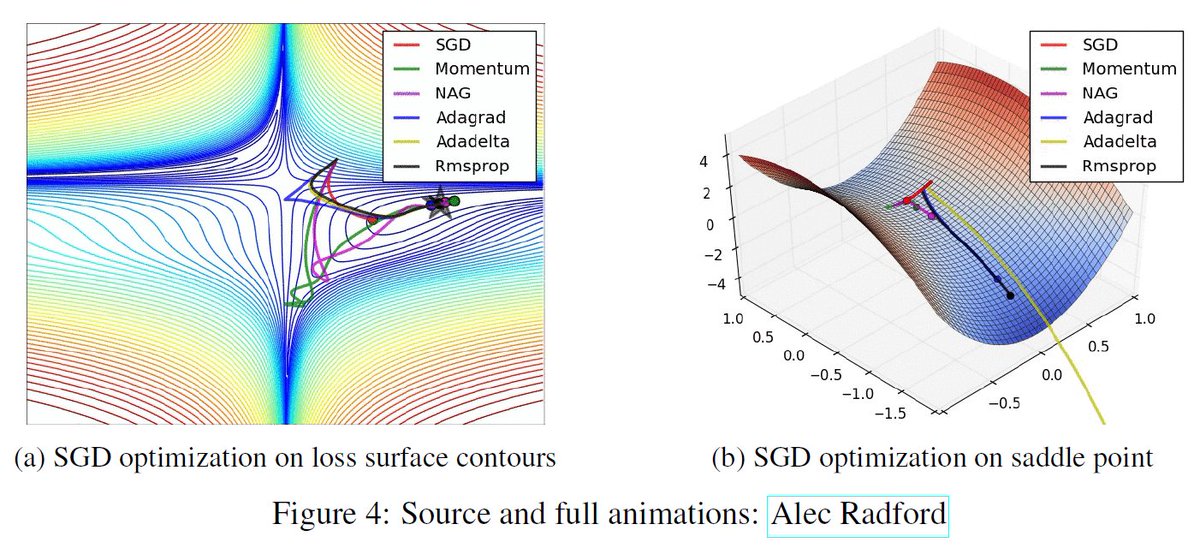 SGD
Momentum
NAG
Adagrad
Adadelta
Rmsprop
(a) SGD optimization on loss surface contours
SGD
Momentum
NAG
Adagrad
Adadelta
Rmsprop
4
2
0
−2
−4
1.0
0.5
0.0
−0.5
−1.0
−1.5
−0.5
0.0
0.5
1.0
(b) SGD optimization on saddle point
Figure 4: Source and full animations: Alec Radford